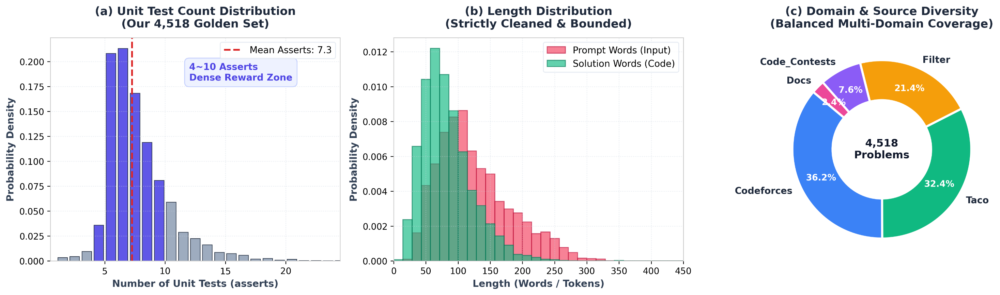 (a) Unit Test Count Distribution
(Our 4,518 Golden Set)
Probability Density
0.200
0.175
0.150
0.125
0.100
0.075
0.050
0.025
0.000
5
10
15
20
Number of Unit Tests (asserts)
Mean Asserts: 7.3
4~10 Asserts
Dense Reward Zone
(b) Length Distribution
(Strictly Cleaned & Bounded)
Probability Density
0.012
0.010
0.008
0.006
0.004
0.002
0.000
0
50
100
150
200
250
300
350
400
450
Length (Words / Tokens)
Prompt Words (Input)
Solution Words (Code)
(c) Domain & Source Diversity
(Balanced Multi-Domain Coverage)
Code_Contests
Filter
Docs
7.6%
21.4%
2.4%
4,518
Problems
36.2%
32.4%
Codeforces
Taco